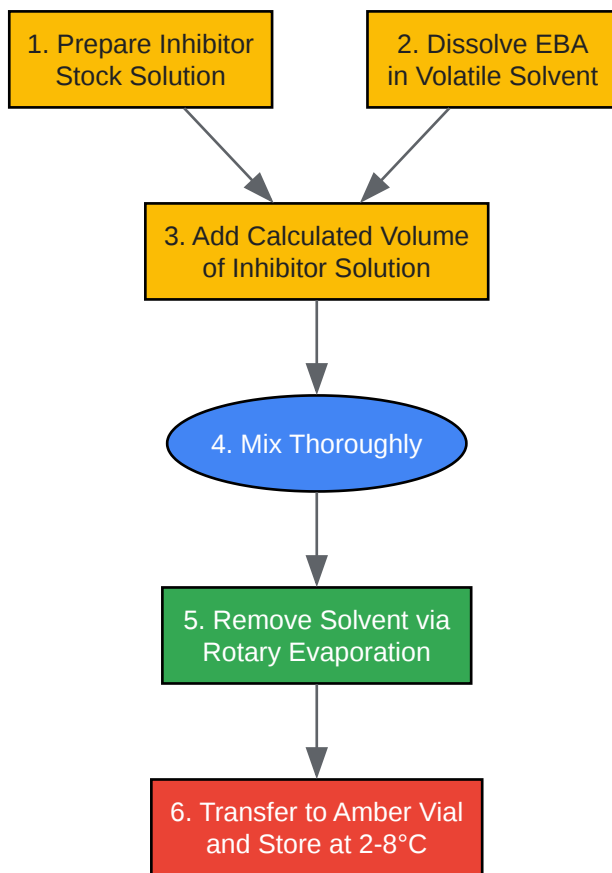 1. Prepare Inhibitor
Stock Solution
2. Dissolve EBA
in Volatile Solvent
3. Add Calculated Volume
of Inhibitor Solution
4. Mix Thoroughly
5. Remove Solvent via
Rotary Evaporation
6. Transfer to Amber Vial
and Store at 2-8°C